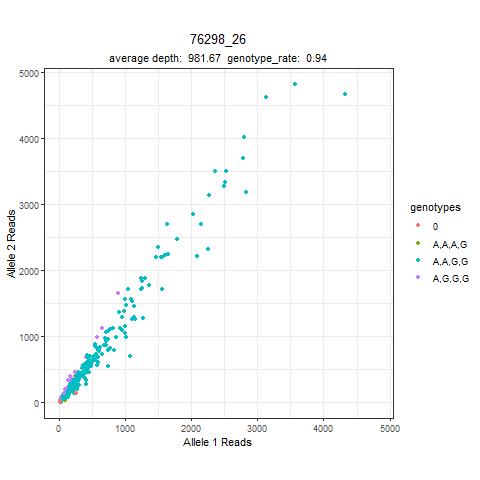 76298_26
average depth:  981.67  genotype_rate:  0.94
5000
4000
3000
2000
1000
0
Allele 2 Reads
0 1000 2000 3000 4000 5000
Allele 1 Reads
genotypes
0
A,A,A,G
A,A,G,G
A,G,G,G